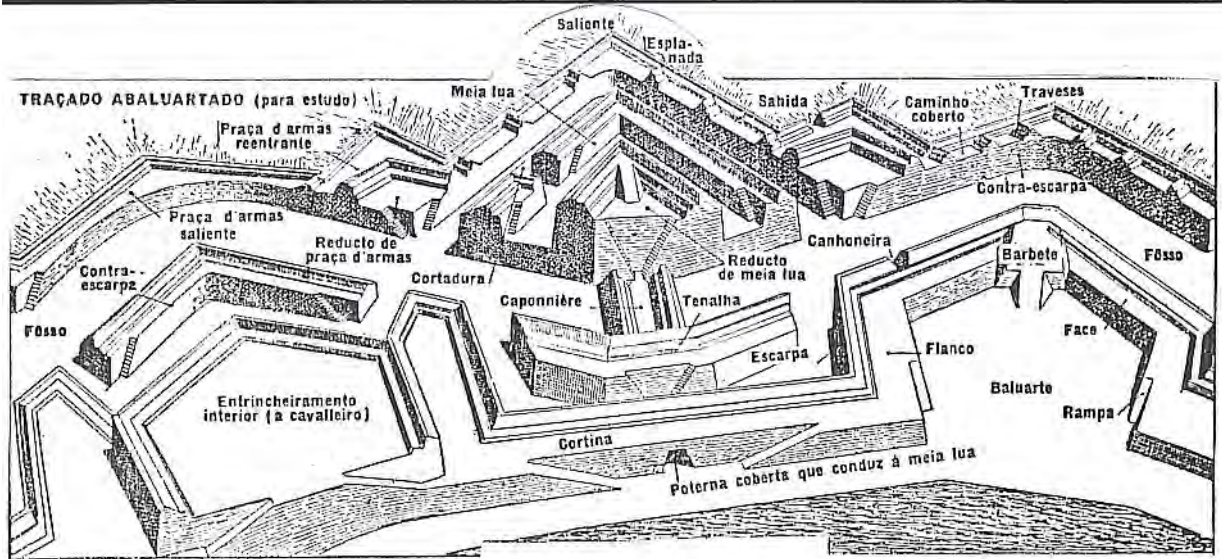 Saliente
Espla-
nada
TRAÇADO ABALUARTADO (para estudo)
Meia lua
Praça d armas
reentrante
Sahida
Caminho
coberto
Traveses
Praça d'armas
saliente
Reducto de
praça d'armas
Contra-escarpa
Contra-
escarpa
Cortadura
Caponnière
Reducto
de meia lua
Tenalha
Canhoneira
Barbete
Fôsso
Fôsso
Face
Escarpa
Flanco
Baluarte
Rampa
Entrincheiramento
interior (a cavalleiro)
Cortina
Poterna coberta que conduz à meia lua